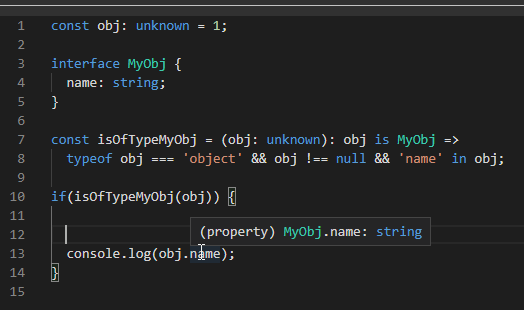 1 const obj: unknown = 1;
2
3 interface MyObj {
4 name: string;
5 }
6
7 const isOfTypeMyObj = (obj: unknown): obj is MyObj =>
8 typeof obj === 'object' && obj !== null && 'name' in obj;
9
10 if(isOfTypeMyObj(obj)) {
11
12 (property) MyObj.name: string
13 console.log(obj.name);
14 }
15